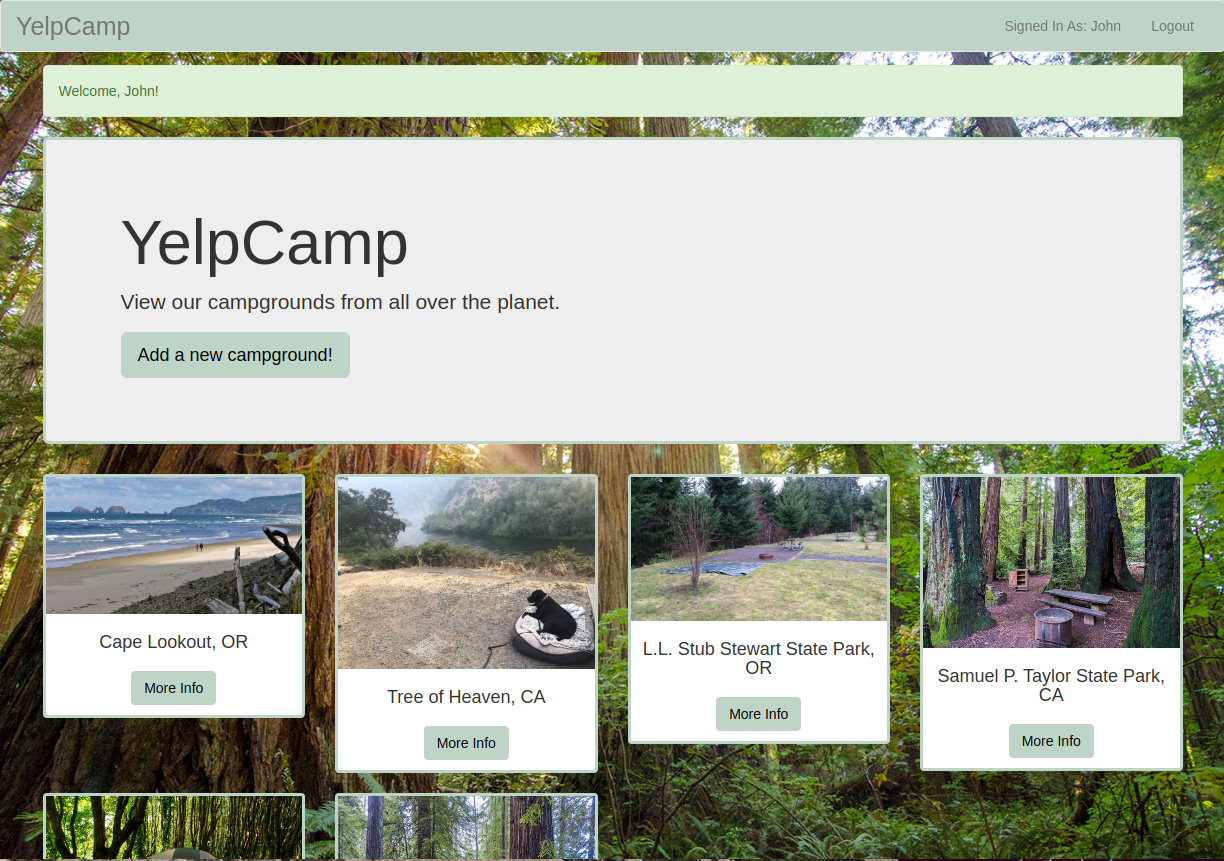 YelpCamp
Signed In As: John
Logout
Welcome, John!
YelpCamp
View our campgrounds from all over the planet.
Add a new campground!
Cape Lookout, OR
More Info
Tree of Heaven, CA
More Info
L.L. Stub Stewart State Park,
OR
More Info
Samuel P. Taylor State Park,
CA
More Info